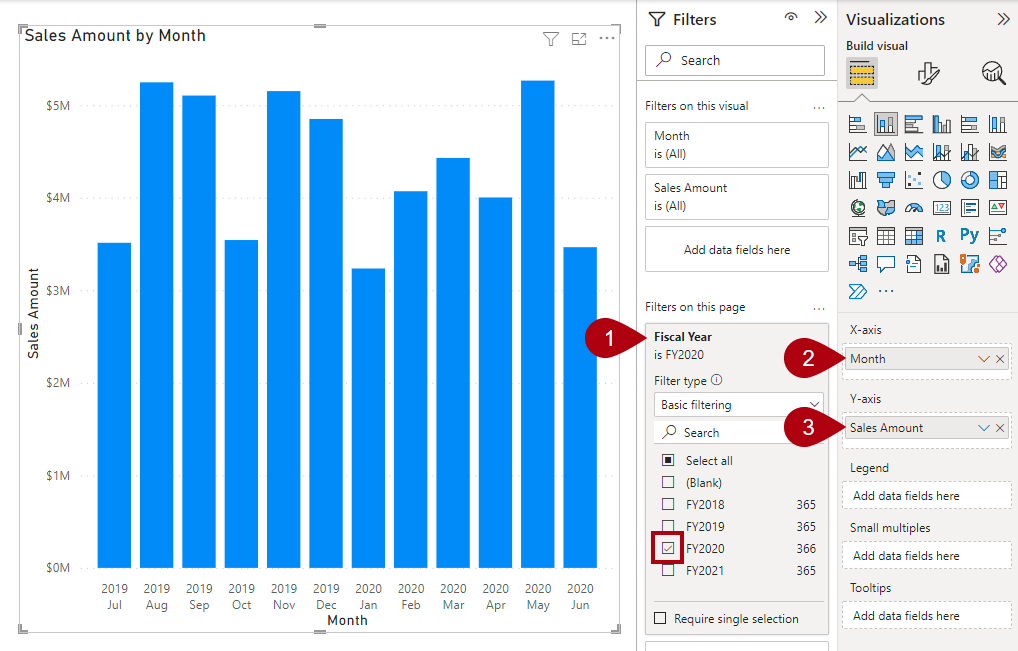 Sales Amount by Month
Sales Amount
$5M
$4M
$3M
$2M
$1M
$0M
2019 Jul
2019 Aug
2019 Sep
2019 Oct
2019 Nov
2019 Dec
2020 Jan
2020 Feb
2020 Mar
2020 Apr
2020 May
2020 Jun
Month
Filters
Search
Filters on this visual
Month
is (All)
Sales Amount
is (All)
Add data fields here
Filters on this page
1
Fiscal Year
is FY2020
Filter type
Basic filtering
Search
Select all
(Blank)
FY2018 365
FY2019 365
FY2020 366
FY2021 365
Require single selection
Visualizations
Build visual
123
R
Py
X-axis
2
Month
Y-axis
3
Sales Amount
Legend
Add data fields here
Small multiples
Add data fields here
Tooltips
Add data fields here